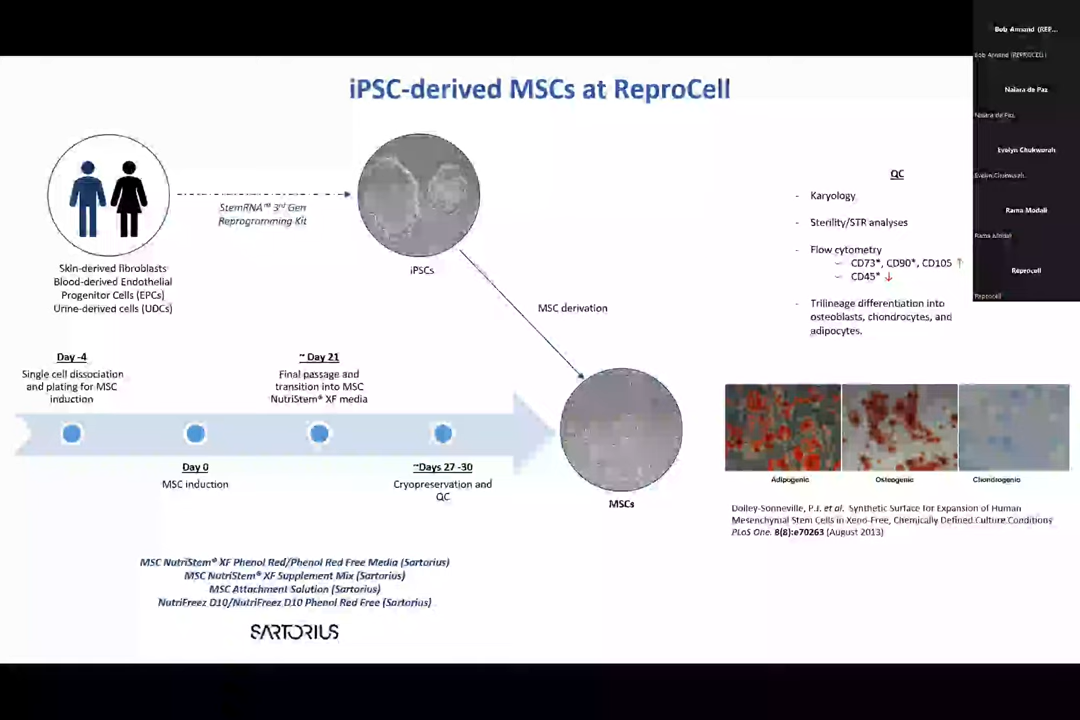 iPSC-derived MSCs at ReproCell
StemRNA™ 3rd Gen
Reprogramming Kit
Skin-derived fibroblasts
Blood-derived Endothelial
Progenitor Cells (EPCs)
Urine-derived cells (UDCs)
iPSCs
MSC derivation
Day -4
Single cell dissociation
and plating for MSC
induction
~ Day 21
Final passage and
transition into MSC
NutriStem® XF media
Day 0
MSC induction
~Days 27 -30
Cryopreservation and
QC
MSCs
MSC NutriStem® XF Phenol Red/Phenol Red Free Media (Sartorius)
MSC NutriStem® XF Supplement Mix (Sartorius)
MSC Attachment Solution (Sartorius)
NutriFreez D10/NutriFreez D10 Phenol Red Free (Sartorius)
SARTORIUS
QC
- Karyology
- Sterility/STR analyses
- Flow cytometry
– CD73*, CD90*, CD105 ↑
– CD45* ↓
- Trilineage differentiation into
osteoblasts, chondrocytes, and
adipocytes.
Adipogenic
Osteogenic
Chondrogenic
Dolley-Sonneville, P.J. et al. Synthetic Surface for Expansion of Human
Mesenchymal Stem Cells in Xeno-Free, Chemically Defined Culture Conditions
PLoS One. 8(8):e70263 (August 2013)
Bob Annand (REP...
Bob Annand (REPROCELL)
Naiara de Paz
Naiara de Paz
Evelyn Chukwurah
Evelyn Chukwurah
Rama Modali
Rama Modali
Reprocell
Reprocell